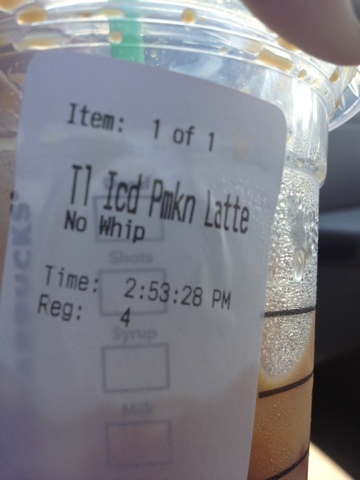 Item: 1 of 1
Tl Icd Pmkn Latte
No Whip
Shots
Time: 2:53:28 PM
Reg: 4
Syrup
Milk